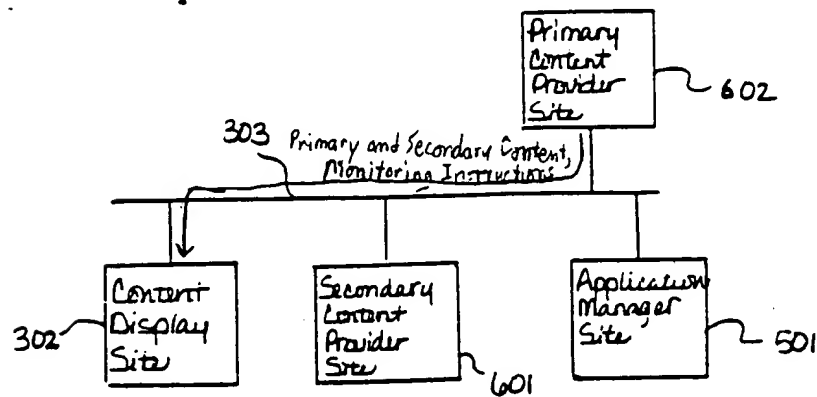 Primary
Content
Provider
Site
602
303
Primary and Secondary Content,
Monitoring Instructions
Content
Display
Site
302
Secondary
Content
Provider
Site
601
Application
Manager
Site
501